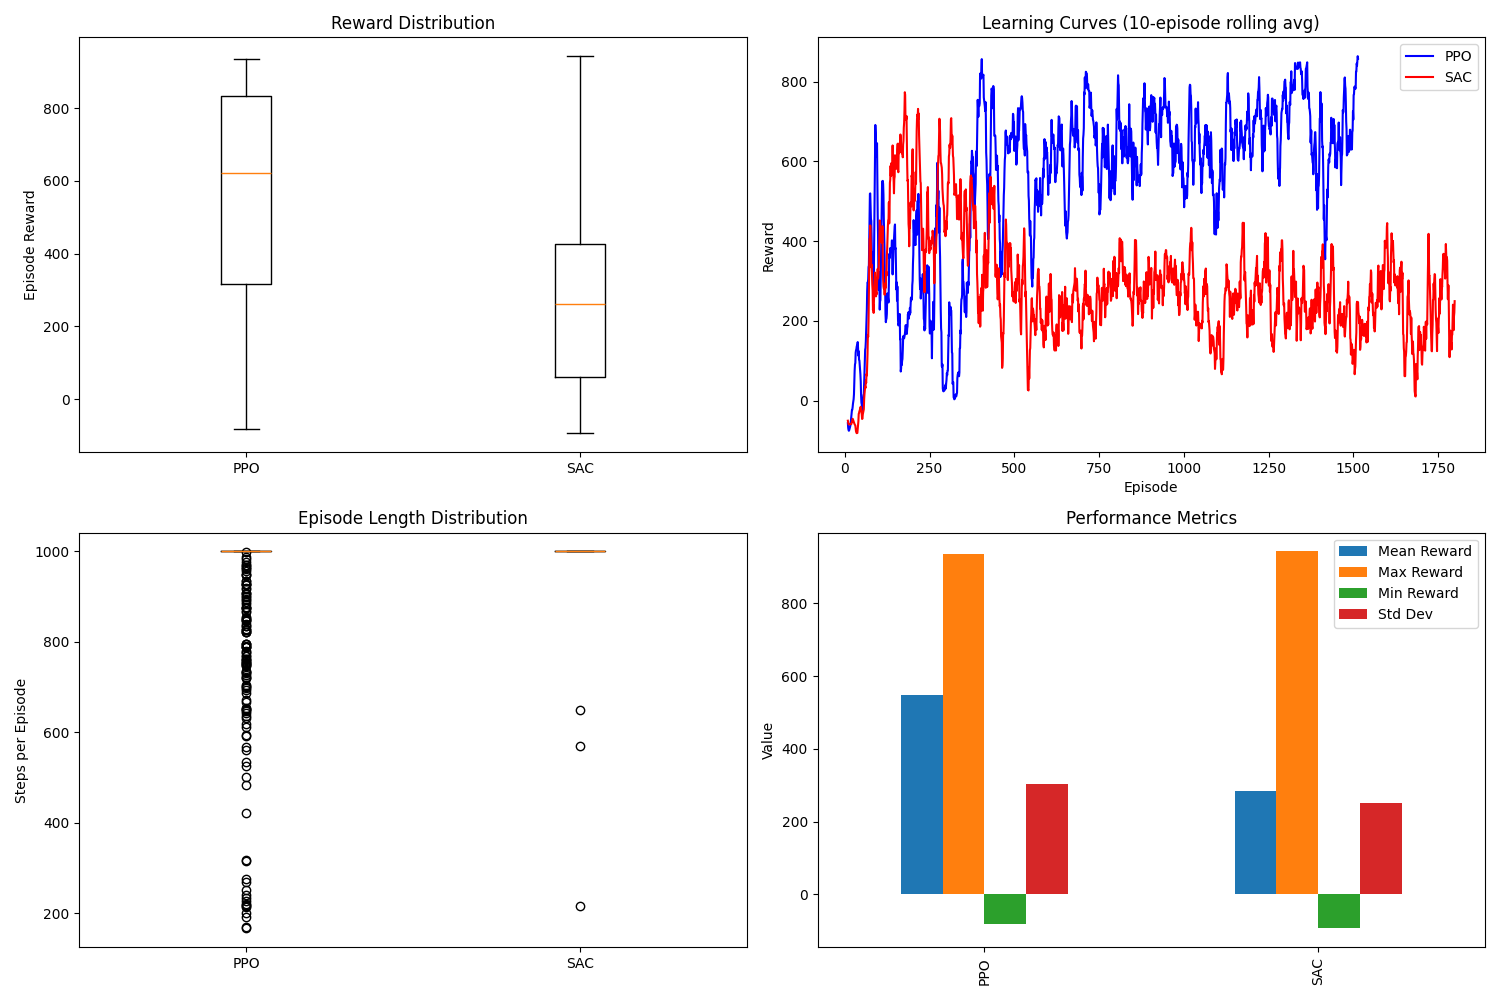 Reward Distribution
Episode Reward
800
600
400
200
0
PPO
SAC
Learning Curves (10-episode rolling avg)
PPO
SAC
Reward
800
600
400
200
0
0
250
500
750
1000
1250
1500
1750
Episode
Episode Length Distribution
Steps per Episode
1000
800
600
400
200
PPO
SAC
Performance Metrics
Mean Reward
Max Reward
Min Reward
Std Dev
Value
800
600
400
200
0
PPO
SAC